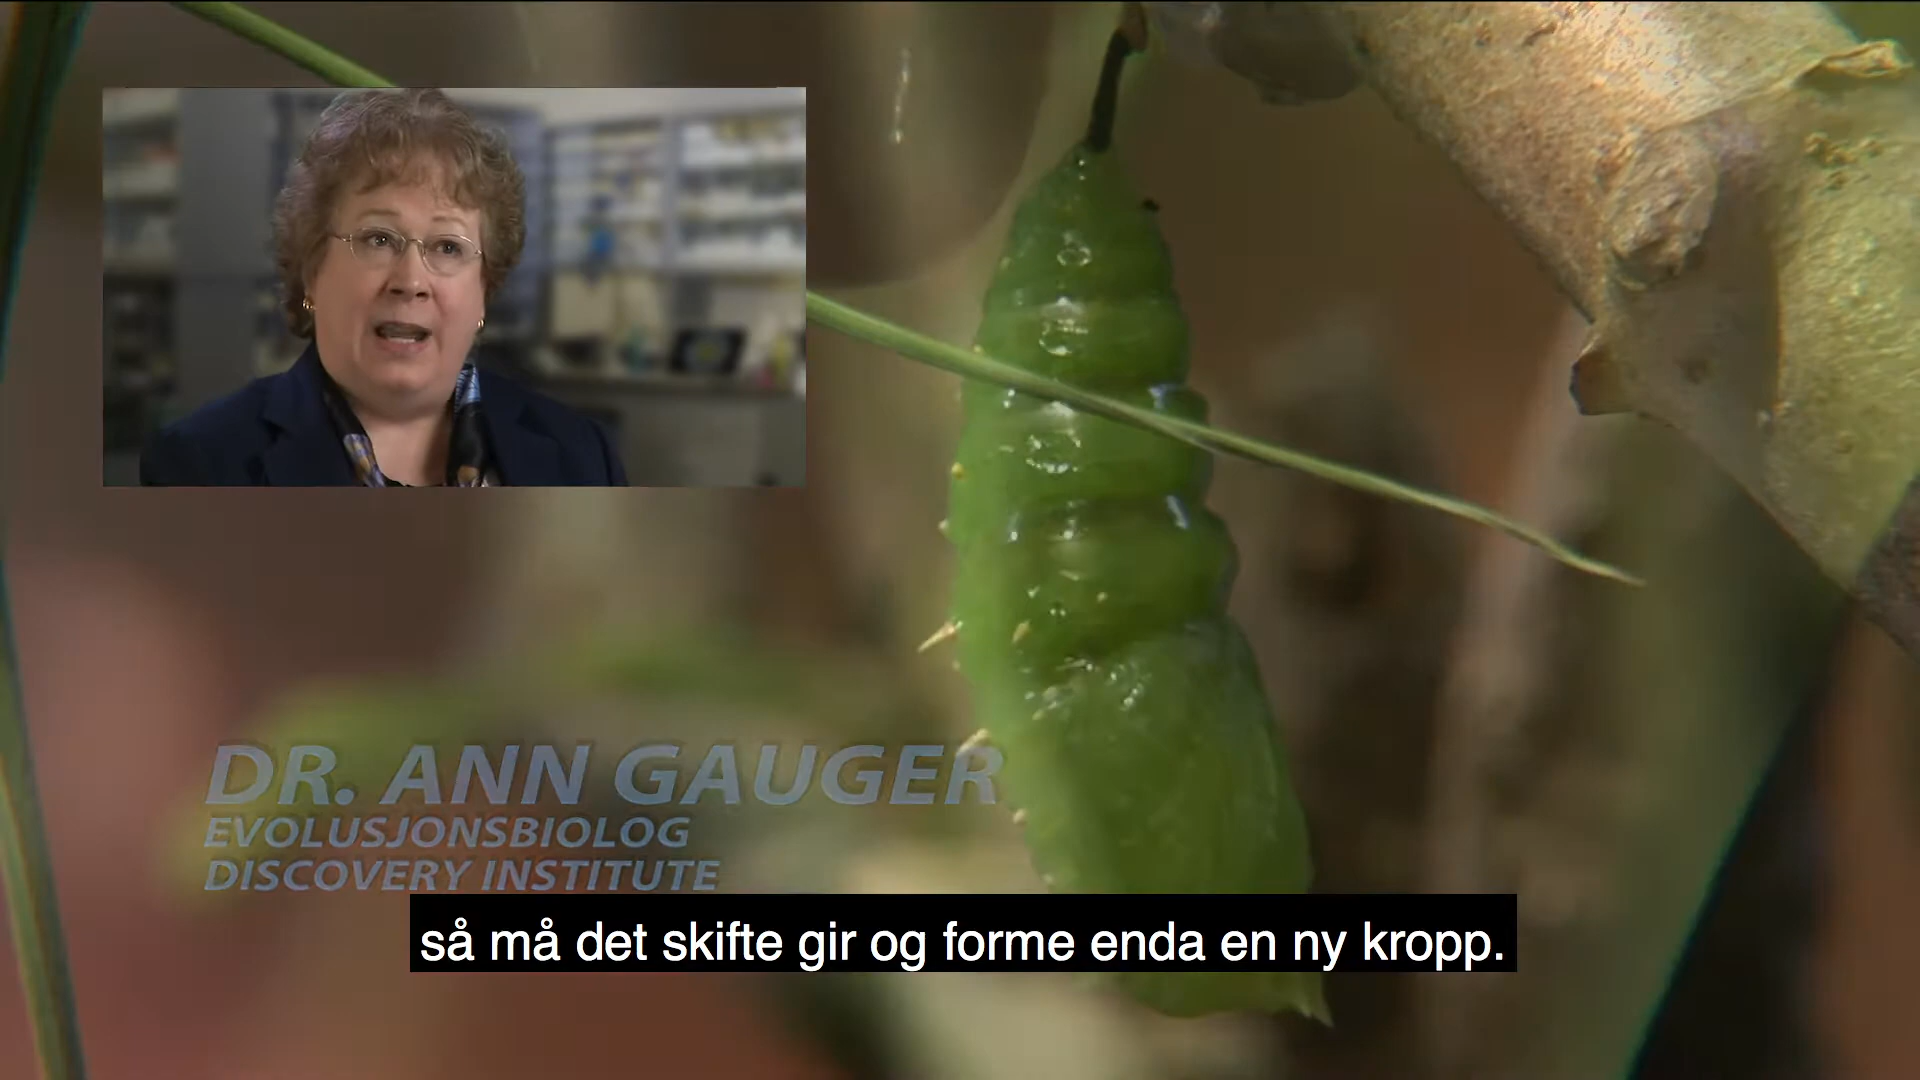 DR. ANN GAUGER
EVOLUSJONSBIOLOG
DISCOVERY INSTITUTE
så må det skifte gir og forme enda en ny kropp.